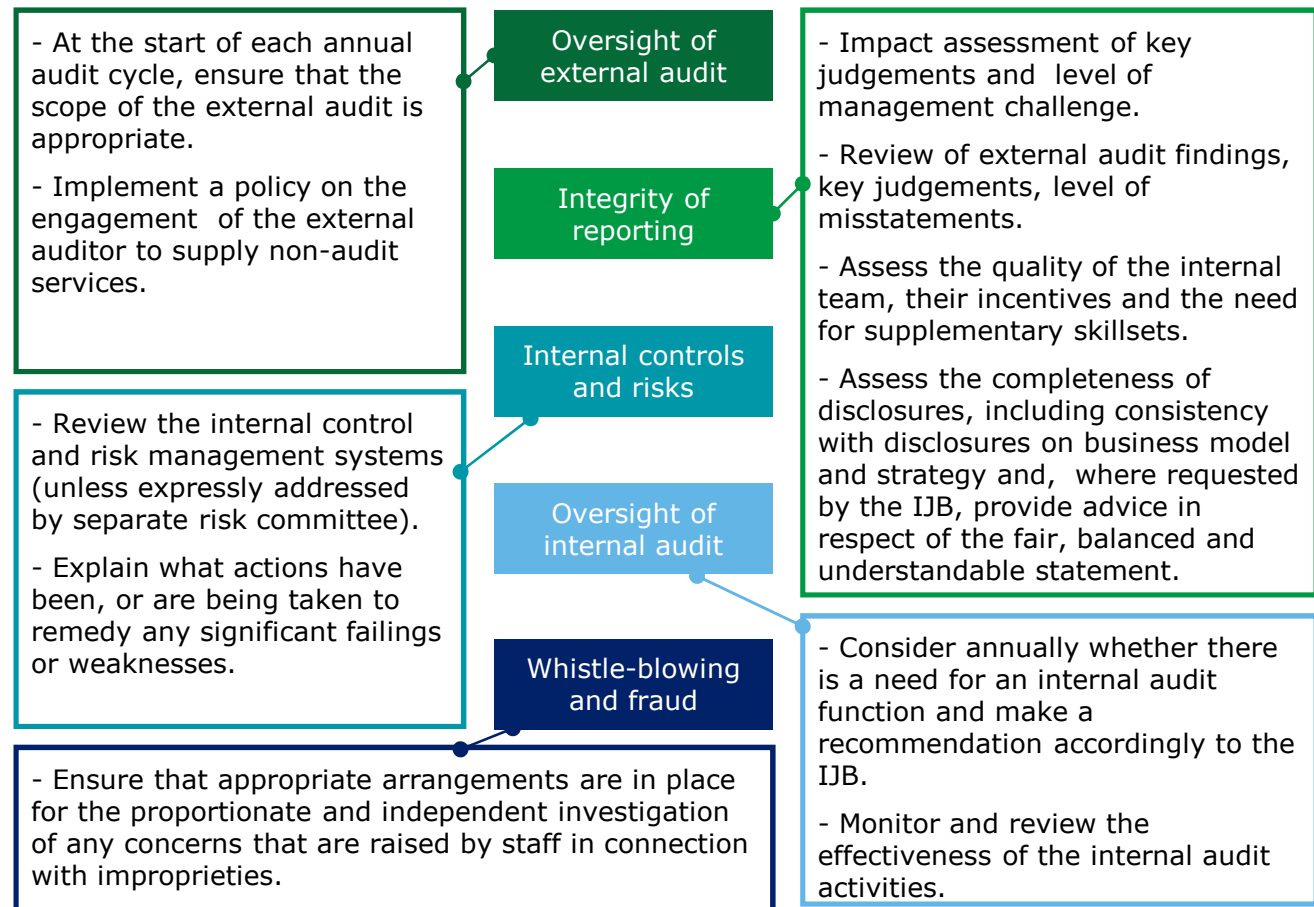 - At the start of each annual
audit cycle, ensure that the
scope of the external audit is
appropriate.
- Implement a policy on the
engagement of the external
auditor to supply non-audit
services.
Oversight of
external audit
Integrity of
reporting
- Impact assessment of key
judgements and level of
management challenge.
- Review of external audit findings,
key judgements, level of
misstatements.
- Assess the quality of the internal
team, their incentives and the need
for supplementary skillsets.
- Assess the completeness of
disclosures, including consistency
with disclosures on business model
and strategy and, where requested
by the IJB, provide advice in
respect of the fair, balanced and
understandable statement.
Internal controls
and risks
- Review the internal control
and risk management systems
(unless expressly addressed
by separate risk committee).
- Explain what actions have
been, or are being taken to
remedy any significant failings
or weaknesses.
Oversight of
internal audit
- Consider annually whether there
is a need for an internal audit
function and make a
recommendation accordingly to the
IJB.
- Monitor and review the
effectiveness of the internal audit
activities.
Whistle-blowing
and fraud
- Ensure that appropriate arrangements are in place
for the proportionate and independent investigation
of any concerns that are raised by staff in connection
with improprieties.